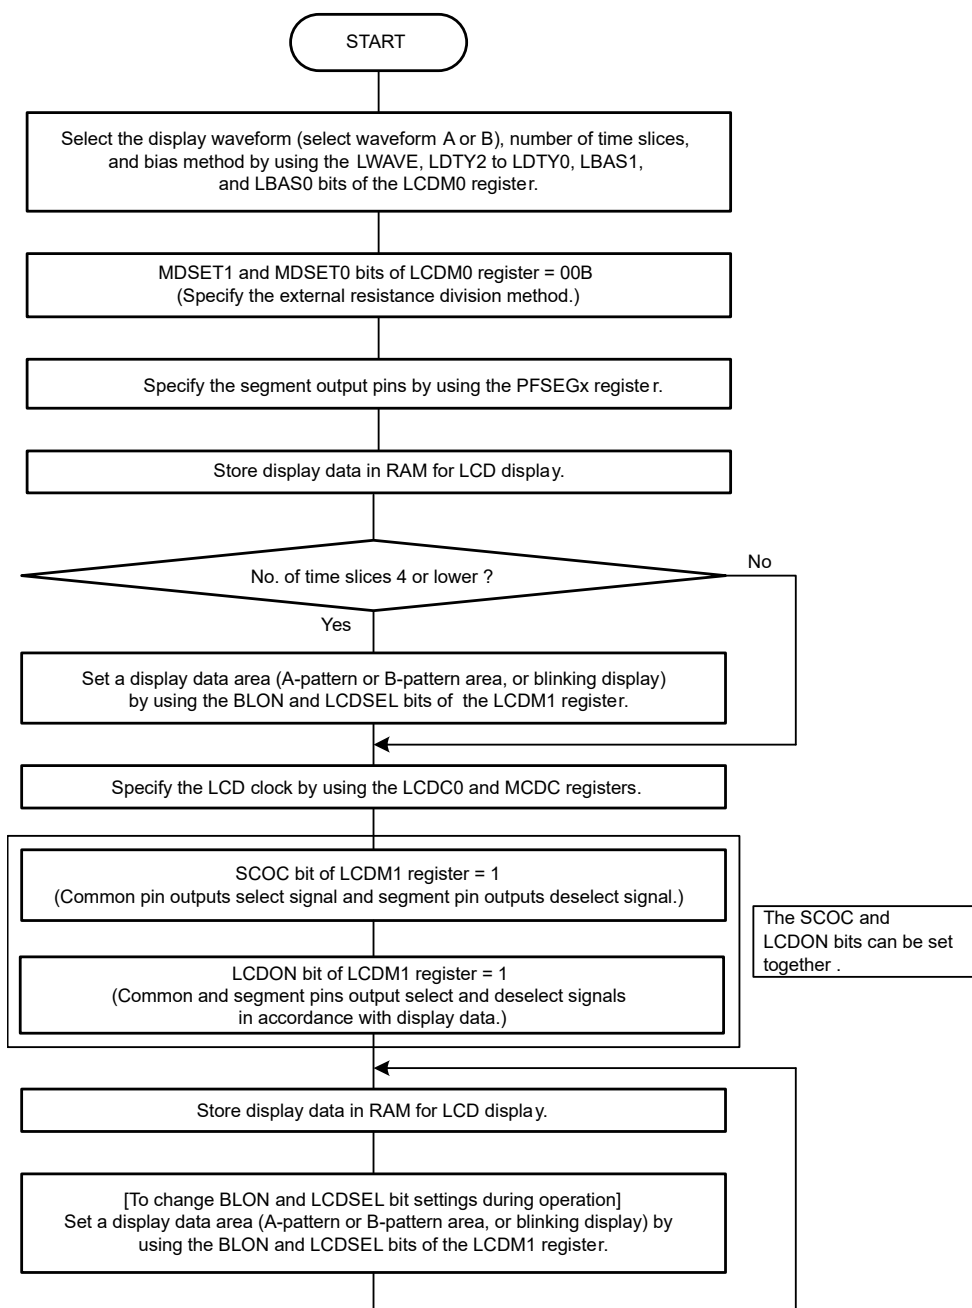 START
Select the display waveform (select waveform A or B), number of time slices,
and bias method by using the LWAVE, LDTY2 to LDTY0, LBAS1,
and LBAS0 bits of the LCDM0 register.
MDSET1 and MDSET0 bits of LCDM0 register = 00B
(Specify the external resistance division method.)
Specify the segment output pins by using the PFSEGx register.
Store display data in RAM for LCD display.
No. of time slices 4 or lower ?
No
Yes
Set a display data area (A-pattern or B-pattern area, or blinking display)
by using the BLON and LCDSEL bits of the LCDM1 register.
Specify the LCD clock by using the LCDC0 and MCDC registers.
SCOC bit of LCDM1 register = 1
(Common pin outputs select signal and segment pin outputs deselect signal.)
LCDON bit of LCDM1 register = 1
(Common and segment pins output select and deselect signals
in accordance with display data.)
The SCOC and
LCDON bits can be set
together .
Store display data in RAM for LCD display.
[To change BLON and LCDSEL bit settings during operation]
Set a display data area (A-pattern or B-pattern area, or blinking display) by
using the BLON and LCDSEL bits of the LCDM1 register.